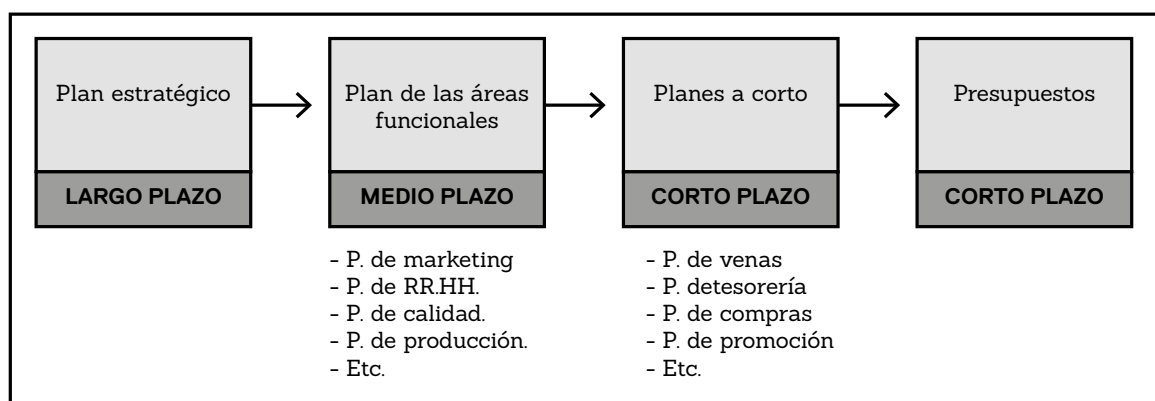 Plan estratégico
LARGO PLAZO
Plan de las áreas
funcionales
MEDIO PLAZO
- P. de marketing
- P. de RR.HH.
- P. de calidad.
- P. de producción.
- Etc.
Planes a corto
CORTO PLAZO
- P. de venas
- P. detesorería
- P. de compras
- P. de promoción
- Etc.
Presupuestos
CORTO PLAZO